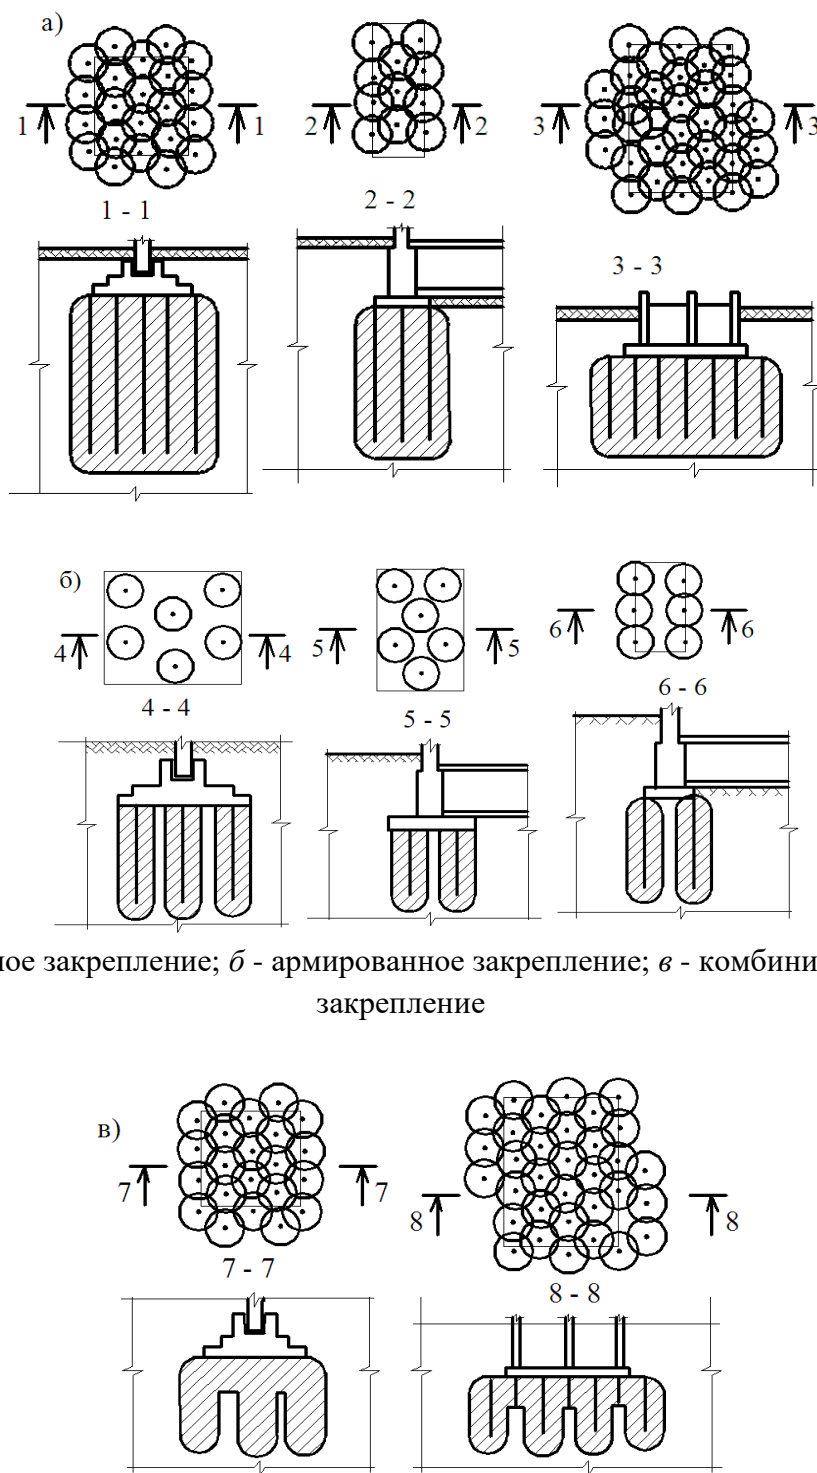 а)
1 1 2 2 3 3
1 - 1
2 - 2
3 - 3
б)
4 4 5 5 6 6
4 - 4
5 - 5
6 - 6
ное закрепление; б - армированное закрепление; в - комбини
закрепление
в)
7 7 8 8
7 - 7
8 - 8